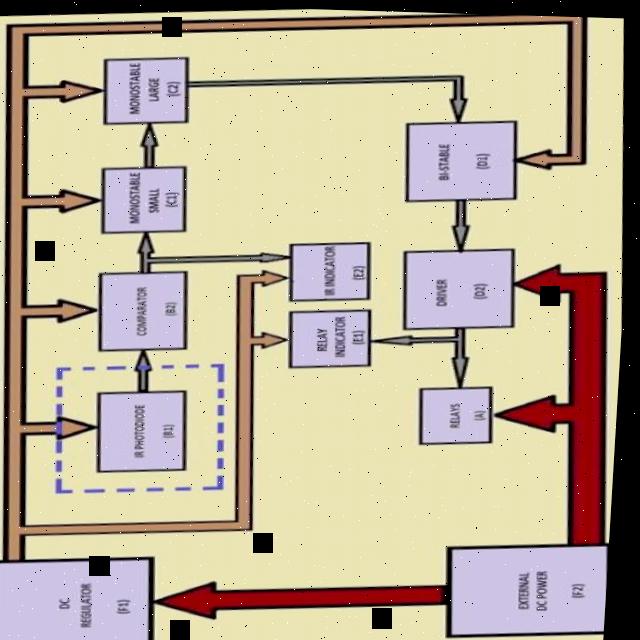 MONOSTABLE
LARGE
(C2)
MONOSTABLE
SMALL
(C1)
COMPARATOR
(B2)
IR PHOTODIODE
(B1)
DC
REGULATOR
(F1)
IR INDICATOR
(E2)
RELAY
INDICATOR
(E1)
BI-STABLE
(D1)
DRIVER
(D2)
RELAYS
(A)
EXTERNAL
DC POWER
(F2)